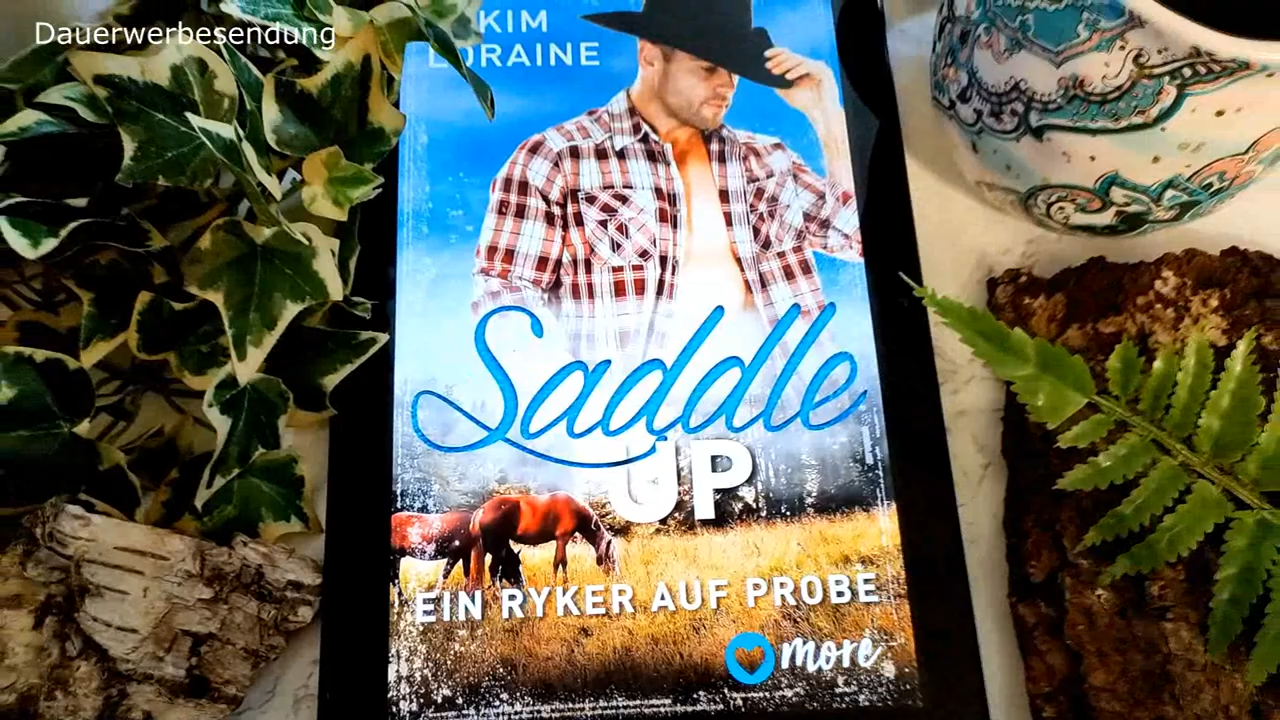 Dauerwerbesendung
KIM
LORAINE
Saddle
UP
EIN RYKER AUF PROBE
more